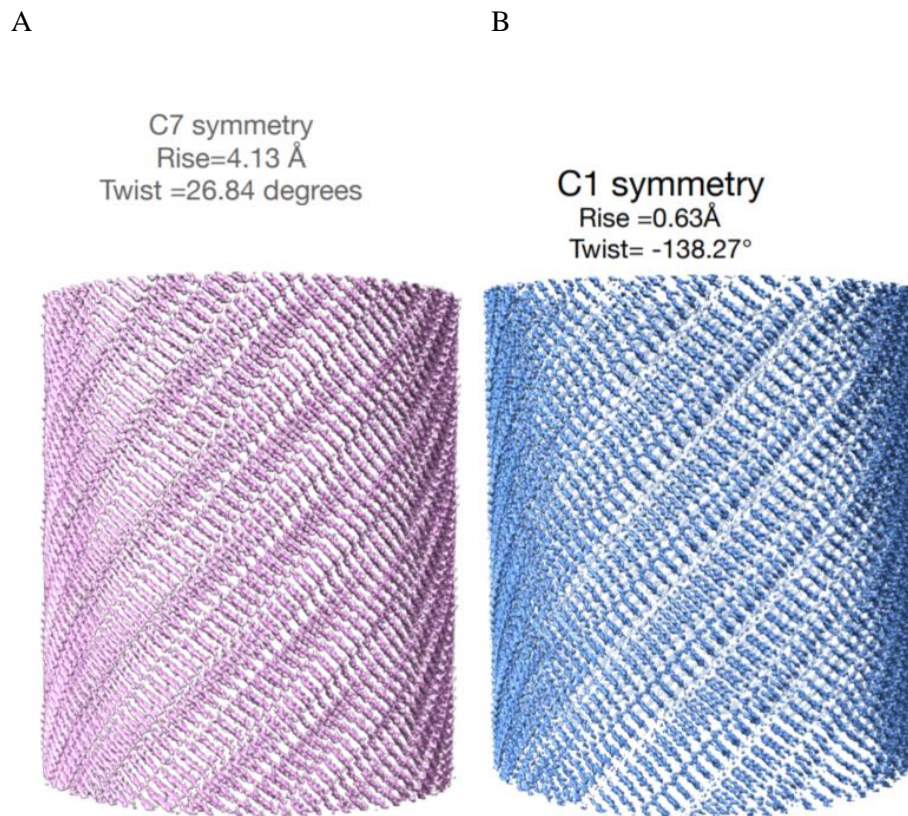 A
B
C7 symmetry
Rise=4.13 Å
Twist =26.84 degrees
C1 symmetry
Rise =0.63Å
Twist= -138.27°